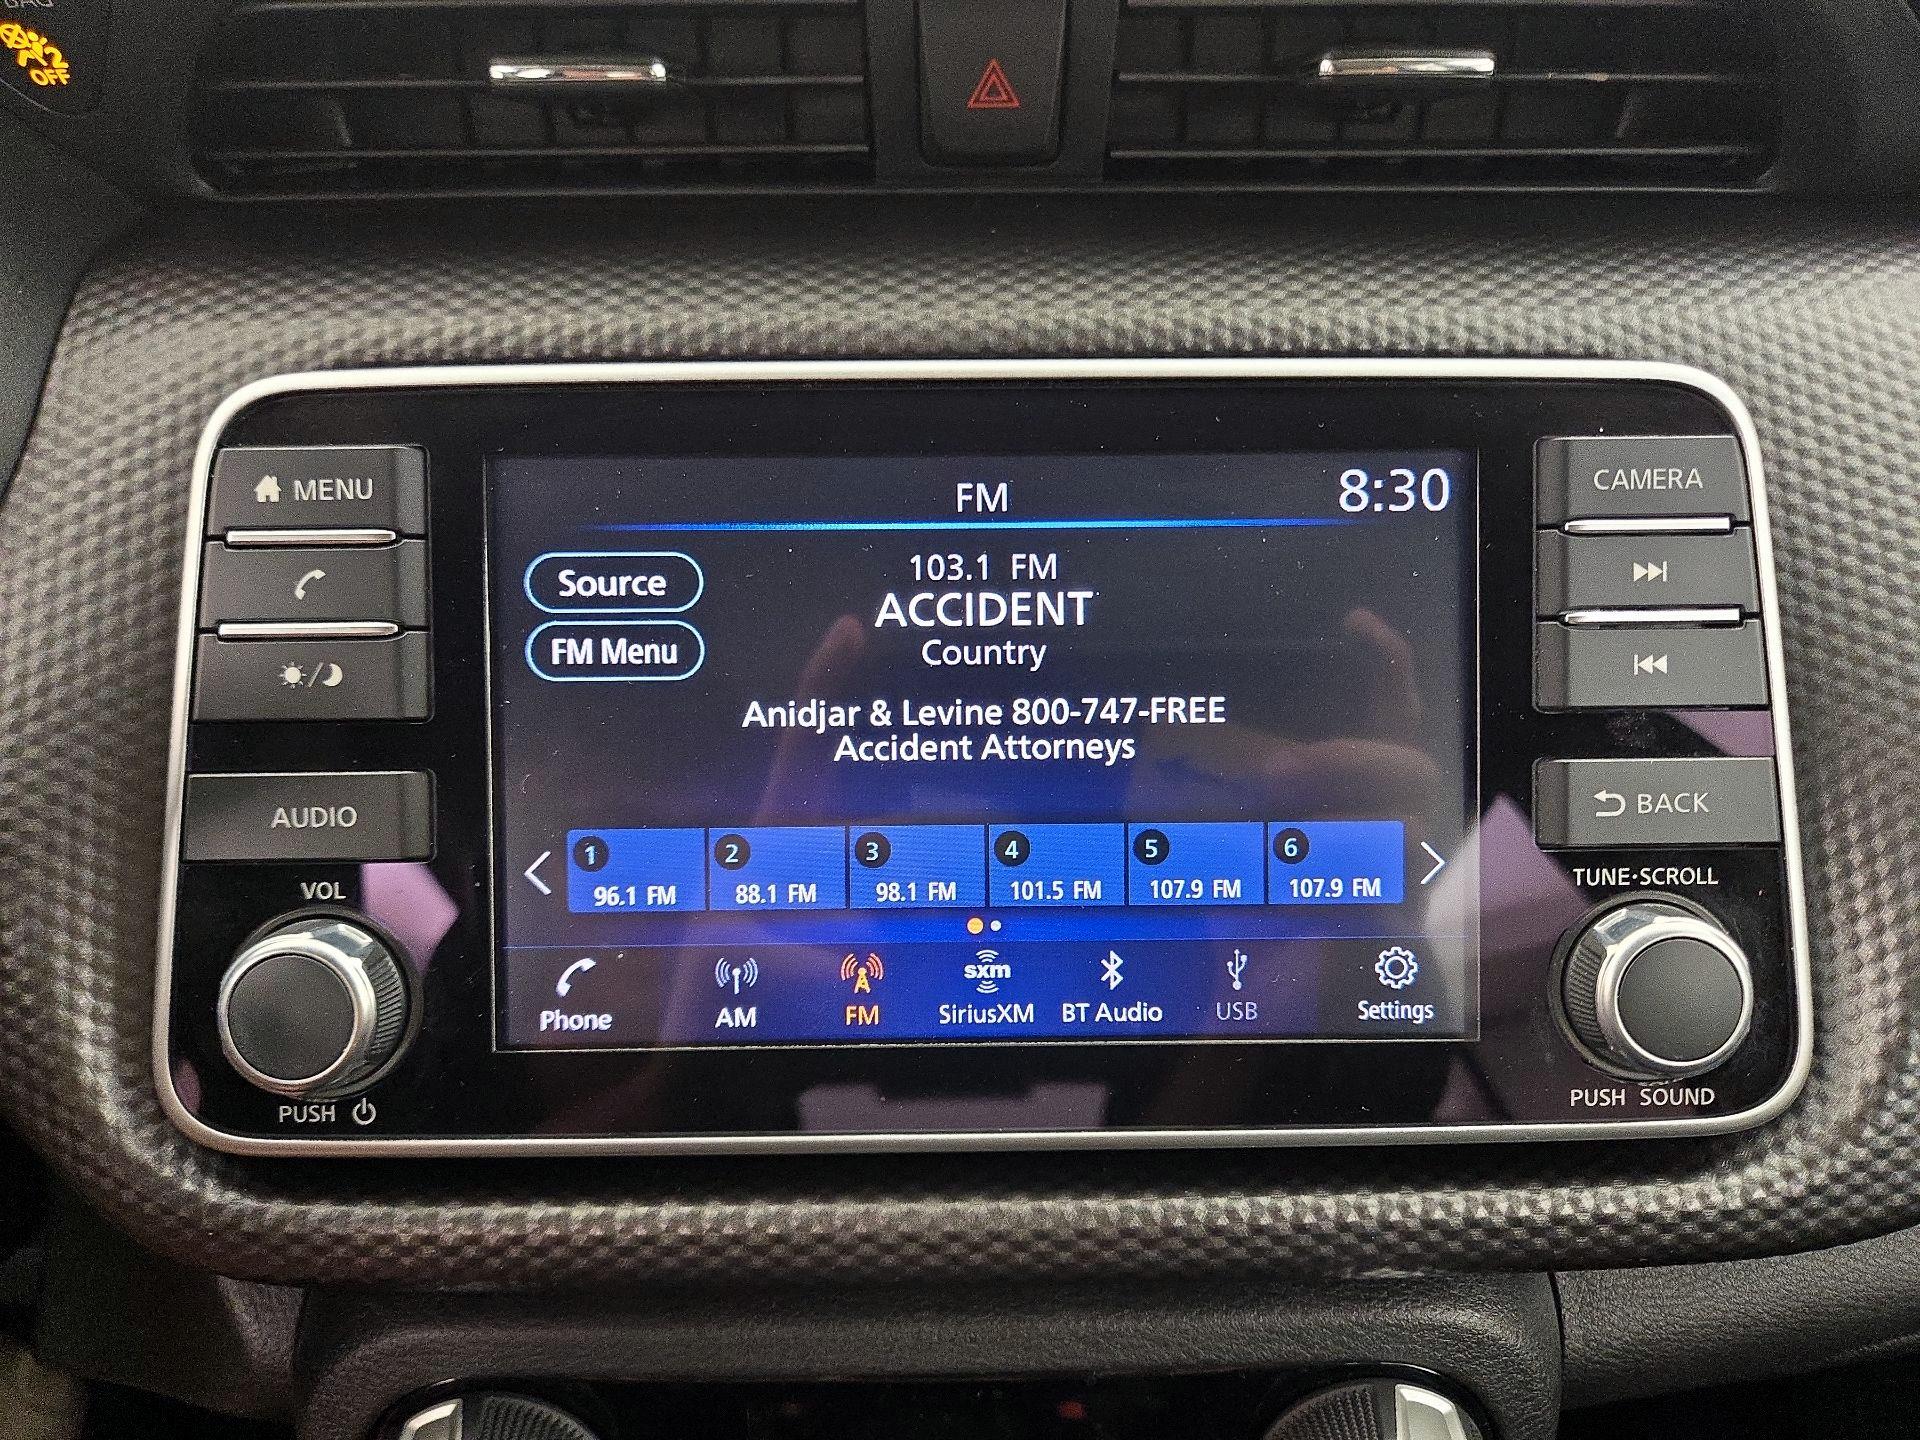 OFF
MENU
CAMERA
AUDIO
BACK
VOL
TUNE·SCROLL
PUSH
PUSH SOUND
FM
8:30
Source
FM Menu
103.1 FM
ACCIDENT
Country
Anidjar & Levine 800-747-FREE
Accident Attorneys
1
96.1 FM
2
88.1 FM
3
98.1 FM
4
101.5 FM
5
107.9 FM
6
107.9 FM
Phone
AM
FM
sxm
SiriusXM
BT Audio
USB
Settings